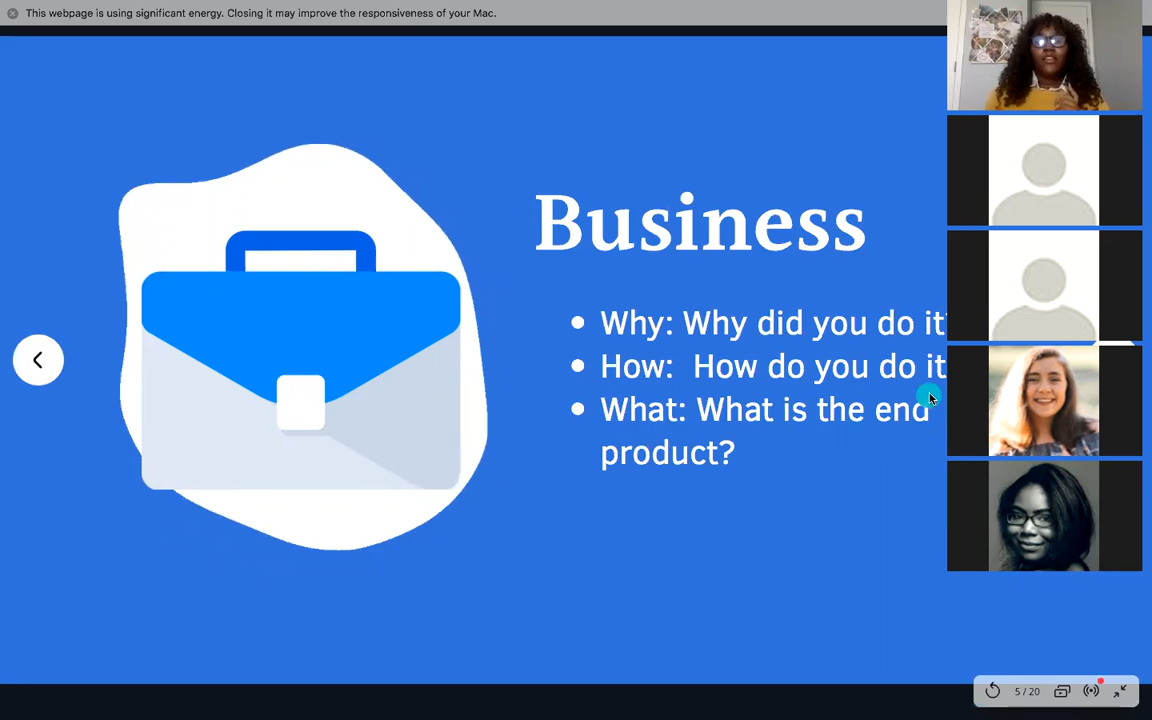 This webpage is using significant energy. Closing it may improve the responsiveness of your Mac.
Business
• Why: Why did you do it
• How: How do you do it
• What: What is the end
product?
5 / 20